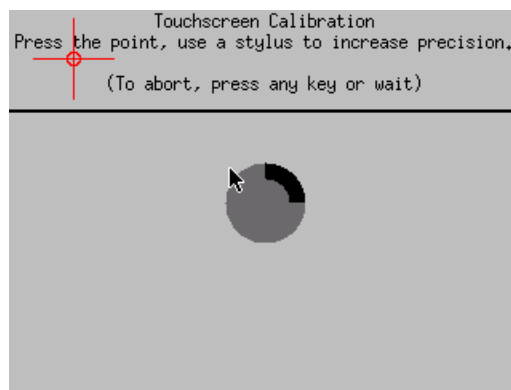 Touchscreen Calibration
Press the point, use a stylus to increase precision.
(To abort, press any key or wait)